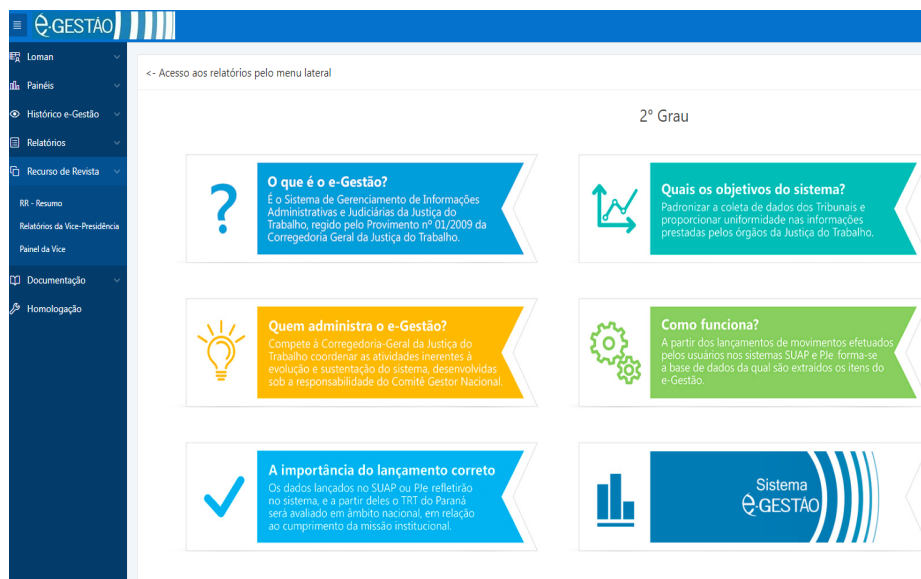 è-GESTÃO
Loman
Painéis
Histórico e-Gestão
Relatórios
Recurso de Revista
RR - Resumo
Relatórios da Vice-Presidência
Painel da Vice
Documentação
Homologação
<- Acesso aos relatórios pelo menu lateral
2º Grau
O que é o e-Gestão?
É o Sistema de Gerenciamento de Informações
Administrativas e Judiciárias da Justiça do
Trabalho, regido pelo Provimento nº 01/2009 da
Corregedoria Geral da Justiça do Trabalho.
Quais os objetivos do sistema?
Padronizar a coleta de dados dos Tribunais e
proporcionar uniformidade nas informações
prestadas pelos órgãos da Justiça do Trabalho.
Quem administra o e-Gestão?
Compete à Corregedoria-Geral da Justiça do
Trabalho coordenar as atividades inerentes à
evolução e sustentação do sistema, desenvolvidas
sob a responsabilidade do Comitê Gestor Nacional.
Como funciona?
A partir dos lançamentos de movimentos efetuados
pelos usuários nos sistemas SUAP e PJe forma-se
a base de dados da qual são extraídos os itens do
e-Gestão.
A importância do lançamento correto
Os dados lançados no SUAP ou PJe refletirão
no sistema, e a partir deles o TRT do Paraná
será avaliado em âmbito nacional, em relação
ao cumprimento da missão institucional.
Sistema
è-GESTÃO